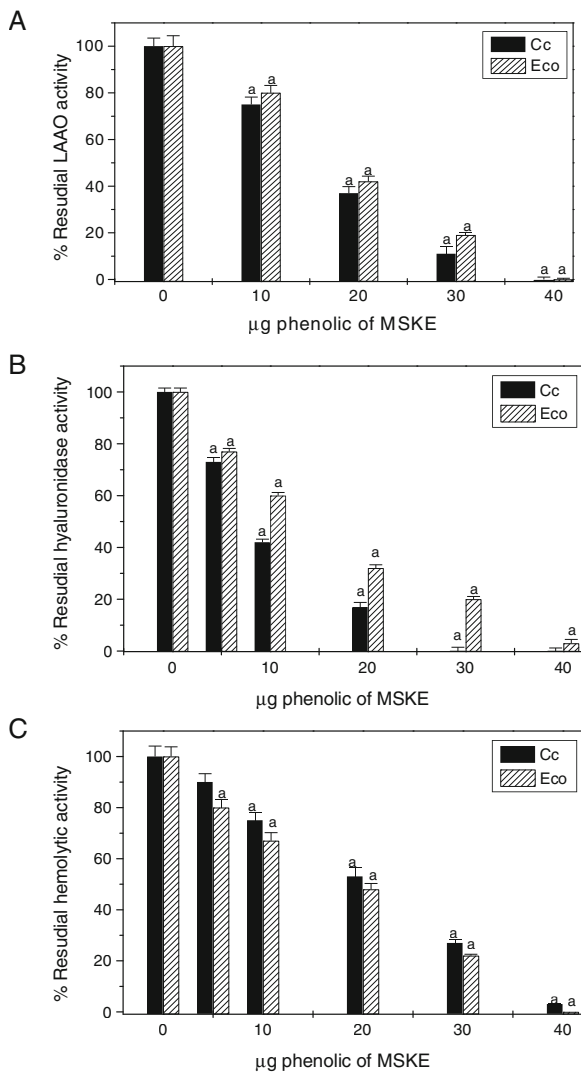 A
% Resudial LAAO activity
100
80
60
40
20
0
Cc
Eco
a a
a a
a a
a a
0 10 20 30 40
μg phenolic of MSKE
B
% Resudial hyaluronidase activity
100
80
60
40
20
0
Cc
Eco
a a
a a
a a
a a
a
0 10 20 30 40
μg phenolic of MSKE
C
% Resudial hemolytic activity
100
80
60
40
20
0
Cc
Eco
a
a a
a a
a a
a a
0 10 20 30 40
μg phenolic of MSKE